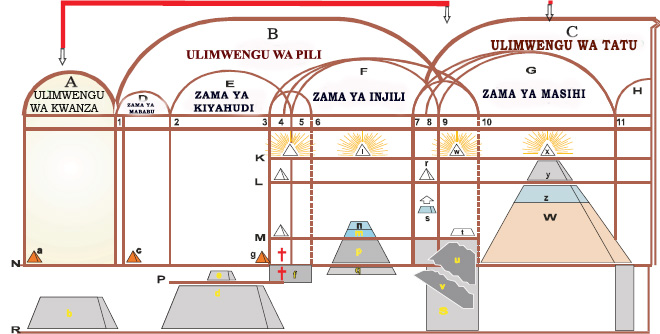 B
C
ULIMWENGU WA PILI
ULIMWENGU WA TATU
A
ULIMWENGU
WA KWANZA
D
ZAMA YA
MABABU
E
ZAMA YA
KIYAHUDI
F
ZAMA YA INJILI
G
ZAMA YA MASIHI
H
1 2 3 4 5 6 7 8 9 10 11
K
l w x
r y
L
z
s
n W
m t
M
a c g p u
N
q
P f
v
R